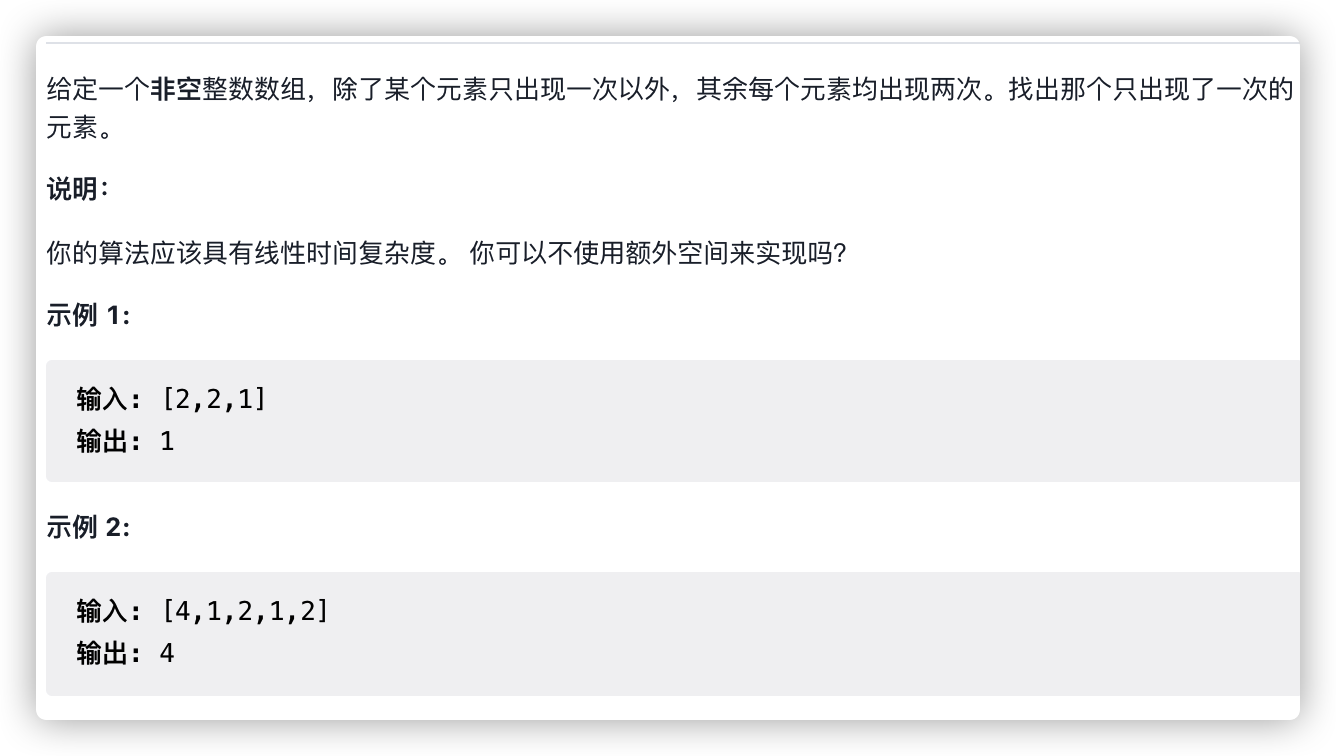 给定一个非空整数数组，除了某个元素只出现一次以外，其余每个元素均出现两次。找出那个只出现了一次的
元素。
说明：
你的算法应该具有线性时间复杂度。 你可以不使用额外空间来实现吗？
示例 1:
输入: [2,2,1]
输出: 1
示例 2:
输入: [4,1,2,1,2]
输出: 4